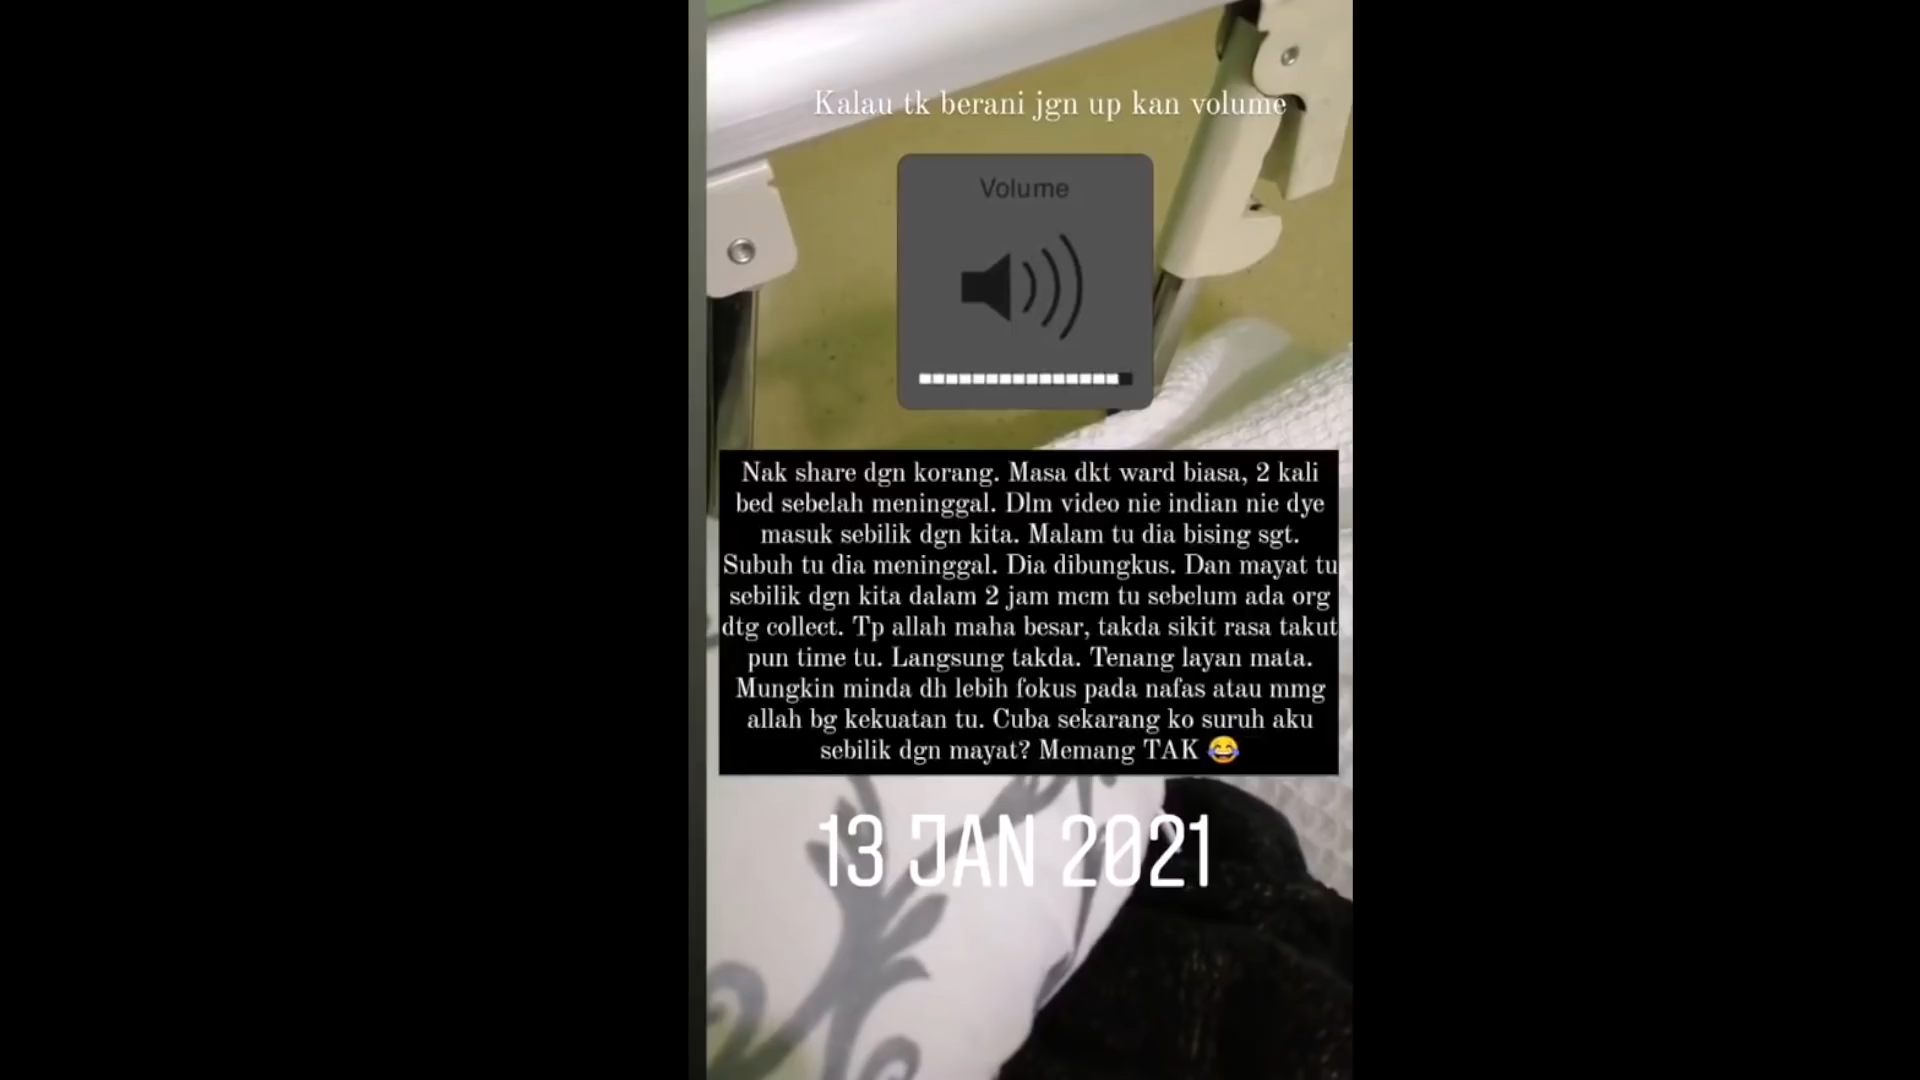 Kalau tk berani jgn up kan volume
Volume
Nak share dgn korang. Masa dkt ward biasa, 2 kali
bed sebelah meninggal. Dlm video nie indian nie dye
masuk sebilik dgn kita. Malam tu dia bising sgt.
Subuh tu dia meninggal. Dia dibungkus. Dan mayat tu
sebilik dgn kita dalam 2 jam mcm tu sebelum ada org
dtg collect. Tp allah maha besar, takda sikit rasa takut
pun time tu. Langsung takda. Tenang layan mata.
Mungkin minda dh lebih fokus pada nafas atau mmg
allah bg kekuatan tu. Cuba sekarang ko suruh aku
sebilik dgn mayat? Memang TAK 😂
13 JAN 2021